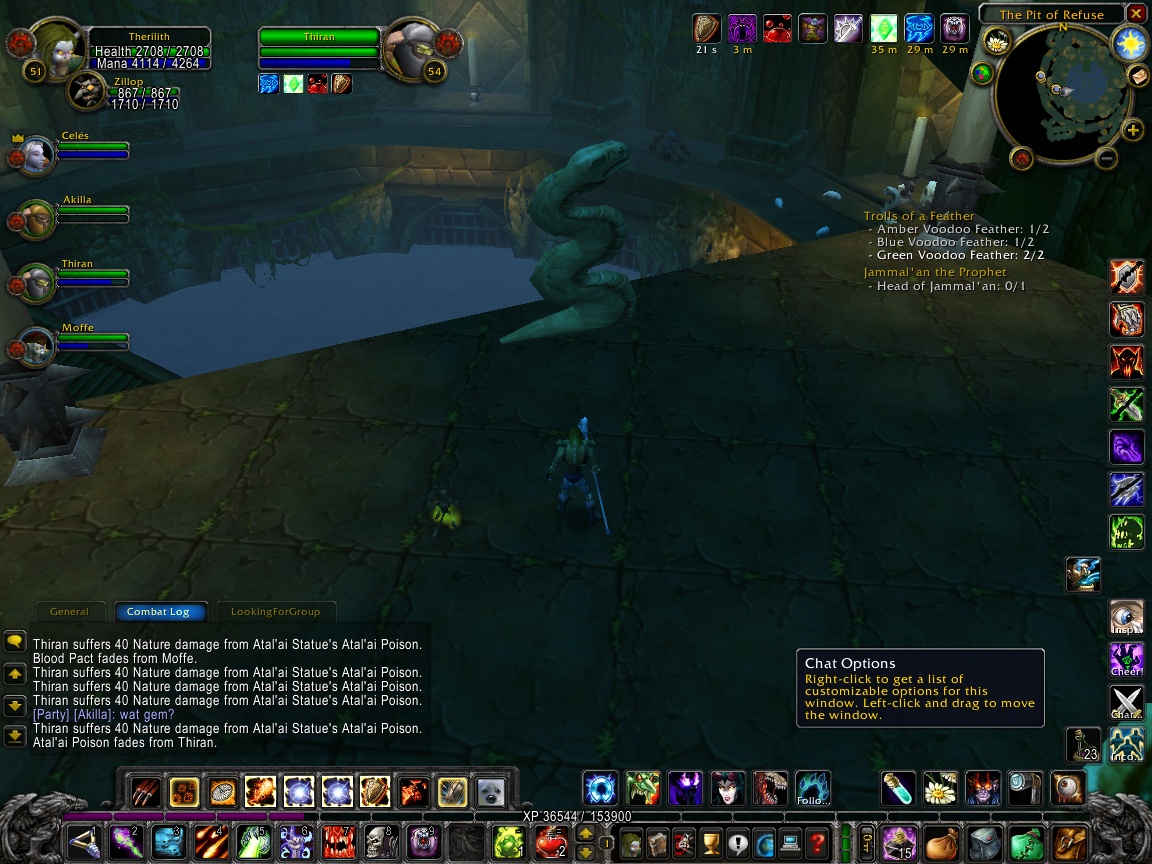 Therilith
Health 2708 / 2708
Mana 4114 / 4264
51
Zillop
867 / 867
1710 / 1710
Thiran
54
21 s
3 m
35 m
29 m
29 m
The Pit of Refuse
N
Celés
Akilla
Thiran
Moffe
Trolls of a Feather
- Amber Voodoo Feather: 1/2
- Blue Voodoo Feather: 1/2
- Green Voodoo Feather: 2/2
Jammal'an the Prophet
- Head of Jammal'an: 0/1
General
Combat Log
LookingForGroup
Thiran suffers 40 Nature damage from Atal'ai Statue's Atal'ai Poison.
Blood Pact fades from Moffe.
Thiran suffers 40 Nature damage from Atal'ai Statue's Atal'ai Poison.
Thiran suffers 40 Nature damage from Atal'ai Statue's Atal'ai Poison.
Thiran suffers 40 Nature damage from Atal'ai Statue's Atal'ai Poison.
[Party] [Akilla]: wat gem?
Thiran suffers 40 Nature damage from Atal'ai Statue's Atal'ai Poison.
Atal'ai Poison fades from Thiran.
Chat Options
Right-click to get a list of
customizable options for this
window. Left-click and drag to move
the window.
Insp..
Cheer!
Char..
23
Follo...
XP 36544 / 153900
1
2
3
4
5
6
7
8
9
2
1
15